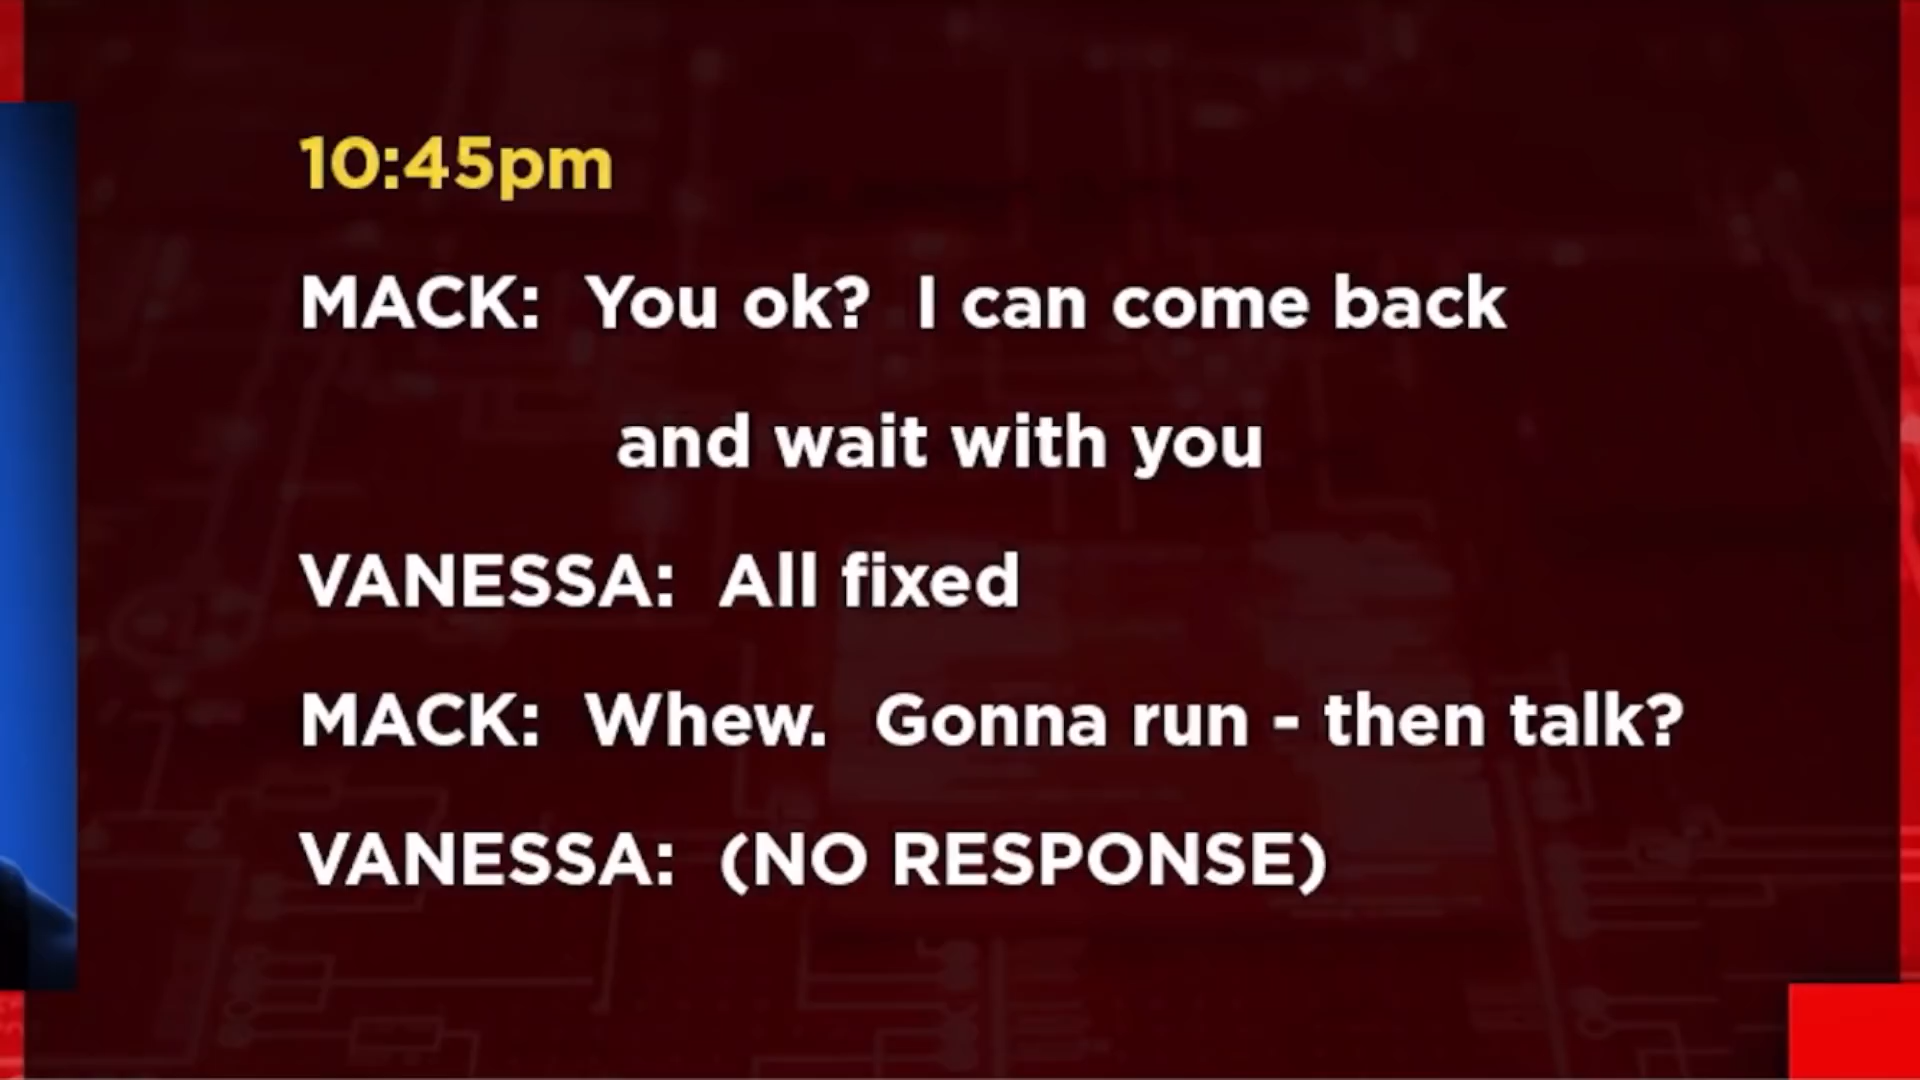 10:45pm
MACK: You ok? I can come back
and wait with you
VANESSA: All fixed
MACK: Whew. Gonna run - then talk?
VANESSA: (NO RESPONSE)